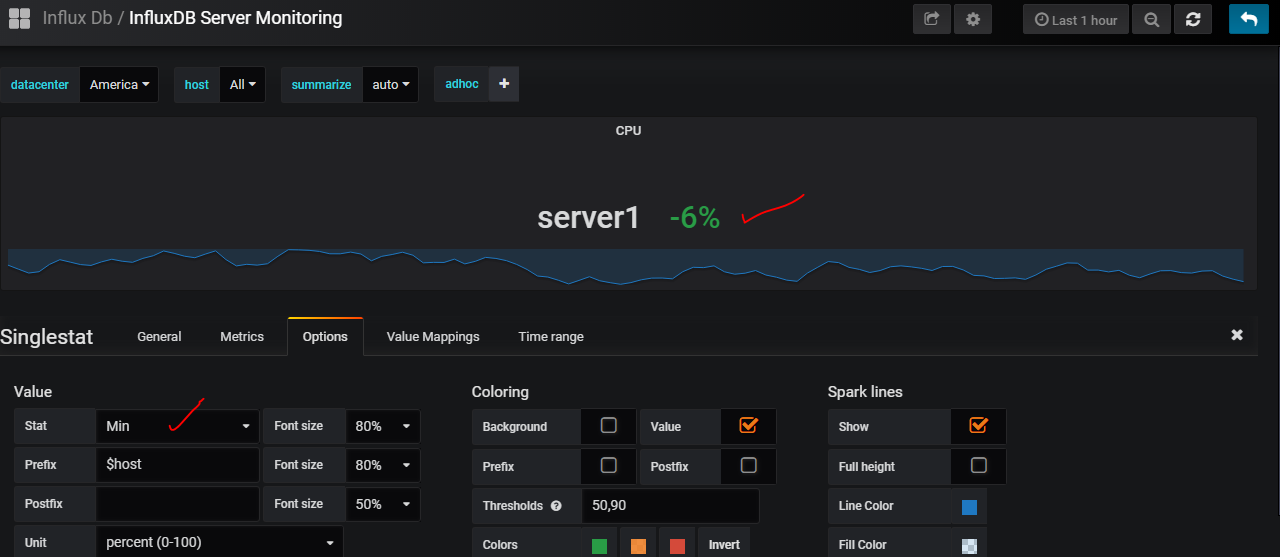 Influx Db / InfluxDB Server Monitoring
Last 1 hour
datacenter America host All summarize auto adhoc +
CPU
server1 -6%
Singlestat General Metrics Options Value Mappings Time range
Value Coloring Spark lines
Stat Min Font size 80% Background Value Show
Prefix $host Font size 80% Prefix Postfix Full height
Postfix Font size 50% Thresholds 50,90 Line Color
Unit percent (0-100) Colors Invert Fill Color